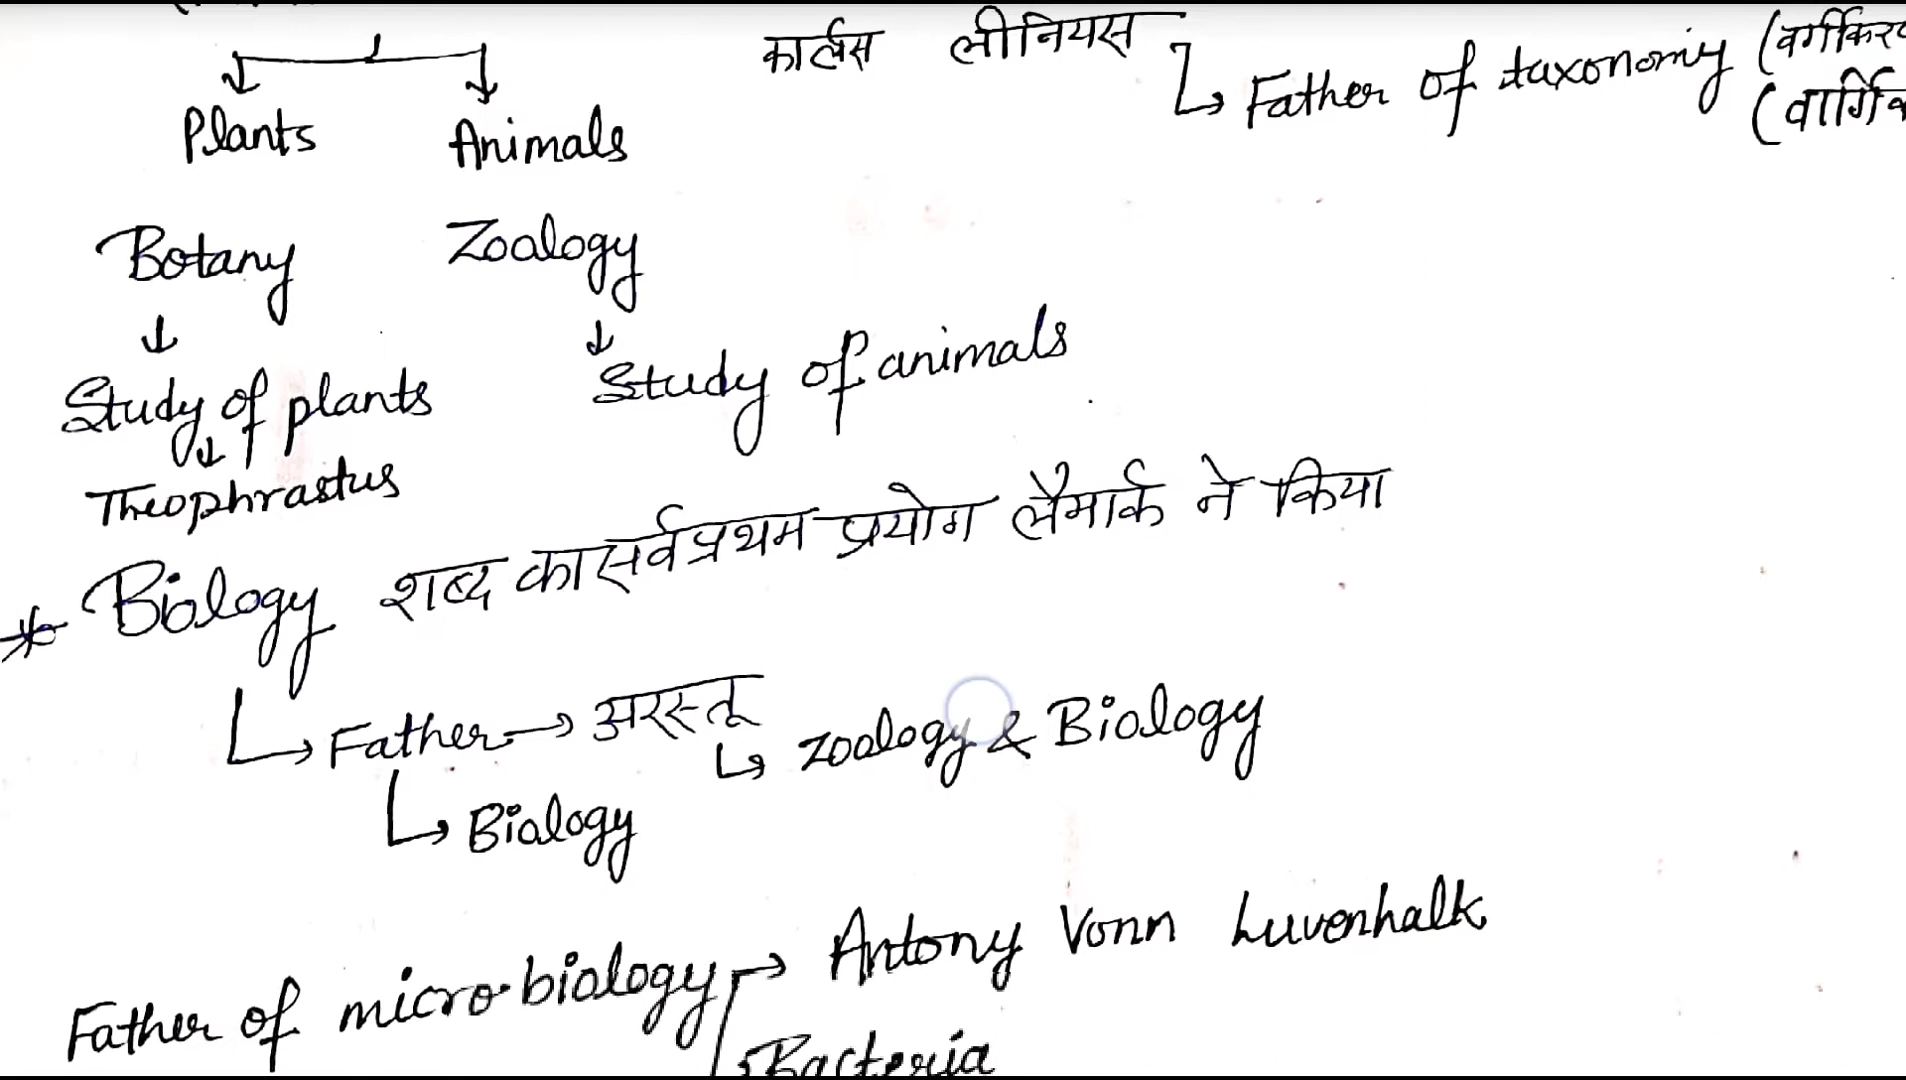 कार्लस लीनियस
Father of taxonomy
Plants Animals
Botany Zoology
Study of plants Study of animals
Theophrastus
* Biology शब्द का सर्वप्रथम प्रयोग लैमार्क ने किया
Father → अरस्तू
Zoology & Biology
Biology
Father of micro-biology → Antony Vonn Luvenhalk
Bacteria